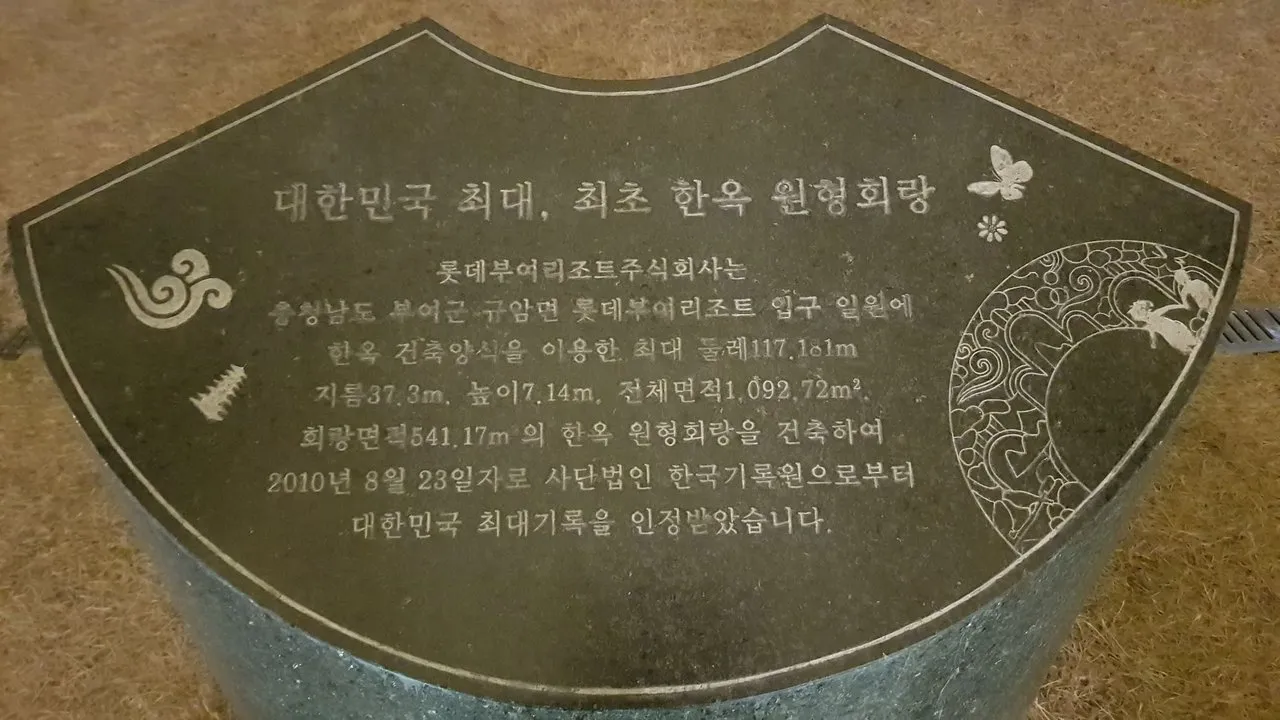 대한민국 최대, 최초 한옥 원형회랑
롯데부여리조트주식회사는
충청남도 부여군 규암면 롯데부여리조트 입구 일원에
한옥 건축양식을 이용한 최대 둘레117.181m
지름37.3m, 높이7.14m, 전체면적1,092.72m²,
회랑면적541.17m 의 한옥 원형회랑을 건축하여
2010년 8월 23일자로 사단법인 한국기록원으로부터
대한민국 최대기록을 인정받았습니다.